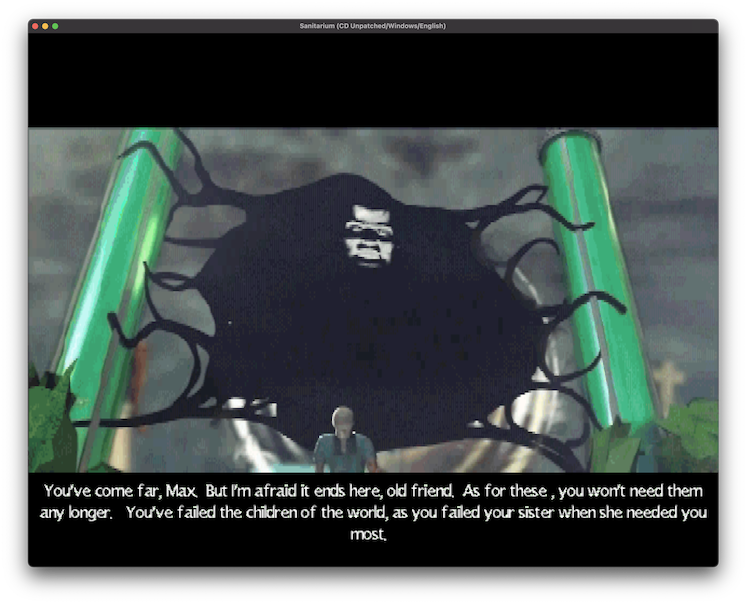 Sanitarium (CD Unpatched/Windows/English)
You've come far, Max.  But I'm afraid it ends here, old friend.  As for these , you won't need them
any longer.   You've failed the children of the world, as you failed your sister when she needed you
most.